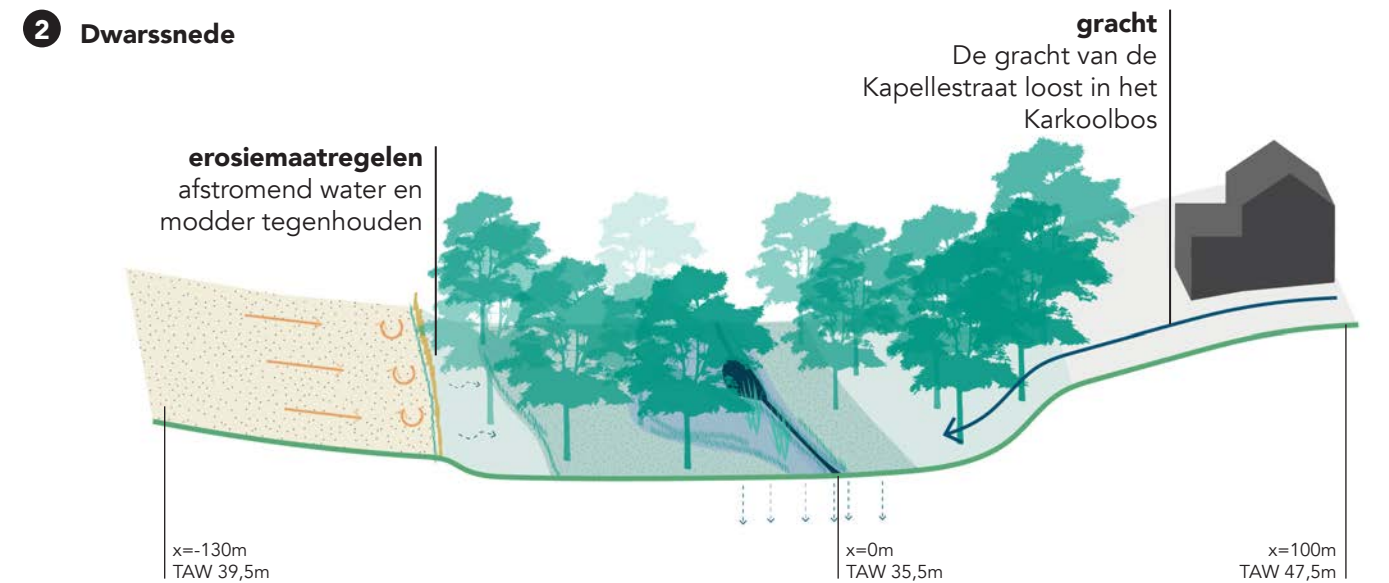 2 Dwarssnede
gracht
De gracht van de
Kapellestraat loost in het
Karkoolbos
erosiemaatregelen
afstromend water en
modder tegenhouden
x=-130m
TAW 39,5m
x=0m
TAW 35,5m
x=100m
TAW 47,5m